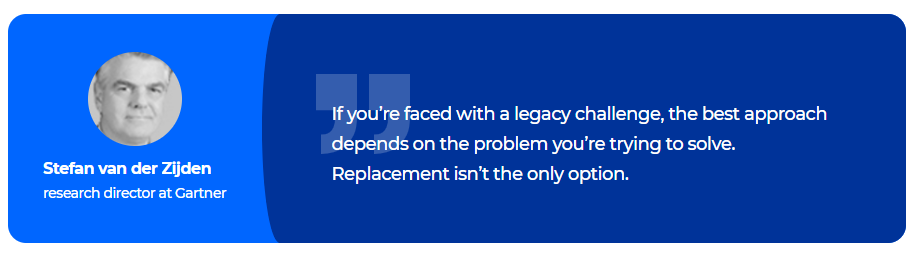 Stefan van der Zijden
research director at Gartner
If you’re faced with a legacy challenge, the best approach
depends on the problem you’re trying to solve.
Replacement isn’t the only option.